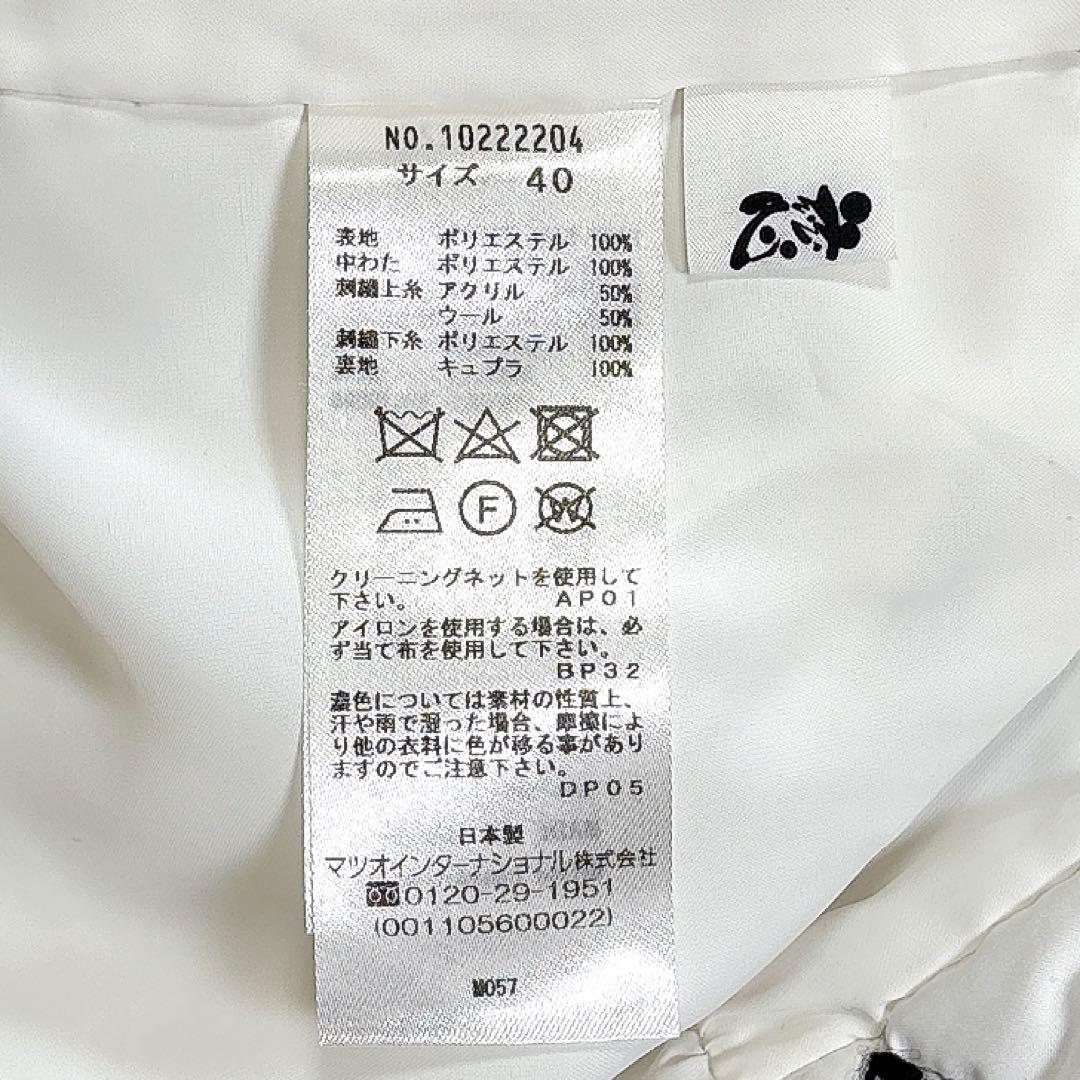 NO.10222204
サイズ 40
表地 ポリエステル 100%
中わた ポリエステル 100%
刺繍上糸 アクリル 50%
ウール 50%
刺繍下糸 ポリエステル 100%
裏地 キュプラ 100%
F
W
クリーニングネットを使用して
下さい。 AP01
アイロンを使用する場合は、必
ず当て布を使用して下さい。
BP32
濃色については素材の性質上、
汗や雨で湿った場合、摩擦によ
り他の衣料に色が移る事があり
ますのでご注意下さい。
DP05
日本製
マツオインターナショナル株式会社
0120-29-1951
(001105600022)
M057